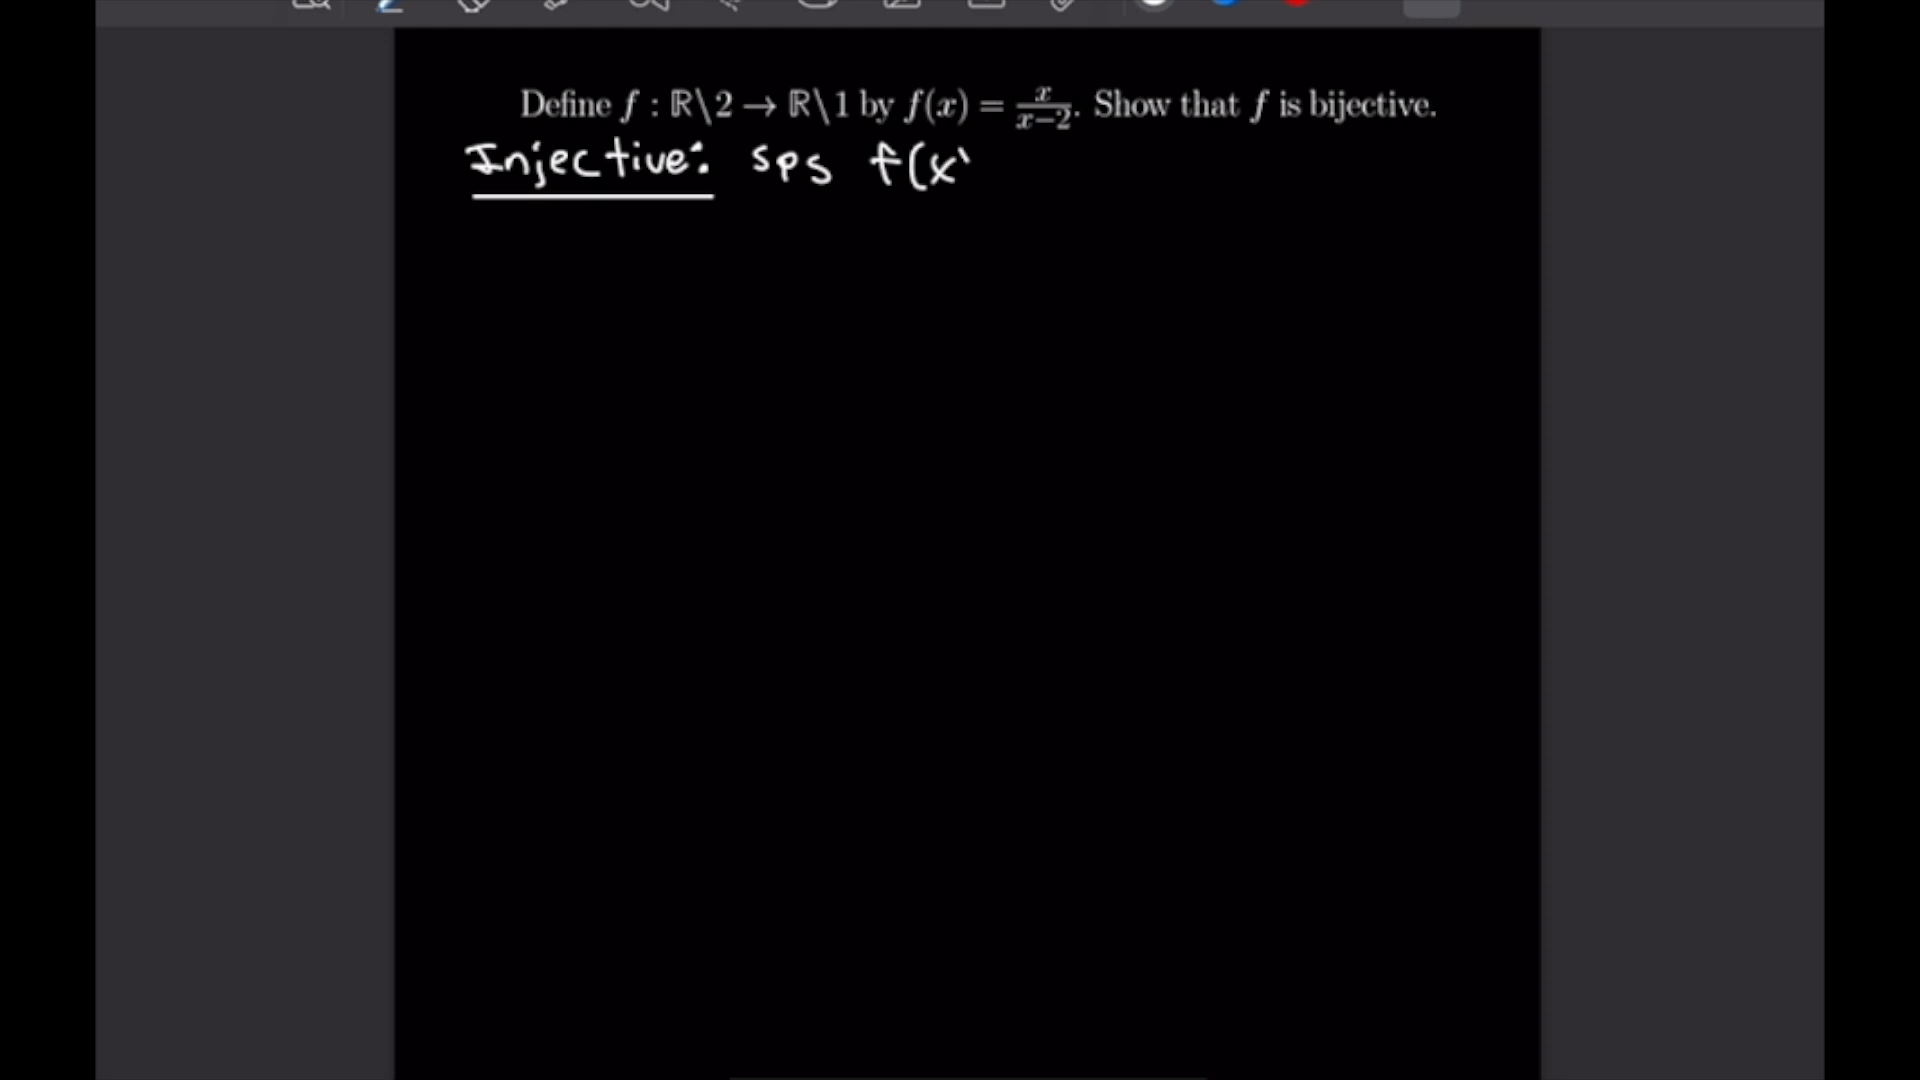 Define f : ℝ\2 → ℝ\1 by f(x) = x/(x−2). Show that f is bijective.
Injective: sps f(x